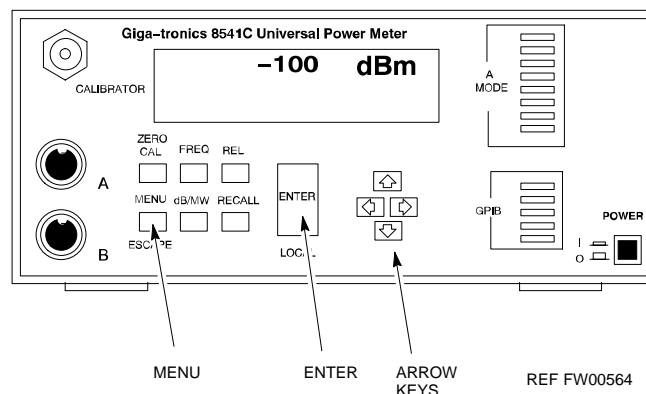 Giga-tronics 8541C Universal Power Meter
−100 dBm
CALIBRATOR
A
MODE
ZERO
CAL
FREQ
REL
A
MENU
dB/MW
RECALL
ENTER
GPIB
POWER
B
ESCAPE
LOCAL
I
O
MENU
ENTER
ARROW
KEYS
REF FW00564